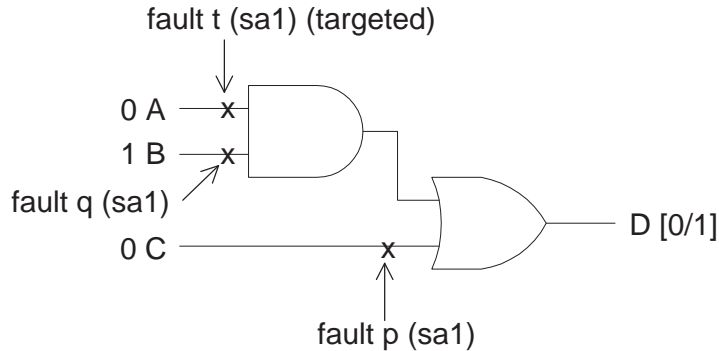 fault t (sa1) (targeted)
0 A
x
1 B
x
fault q (sa1)
D [0/1]
0 C
x
fault p (sa1)